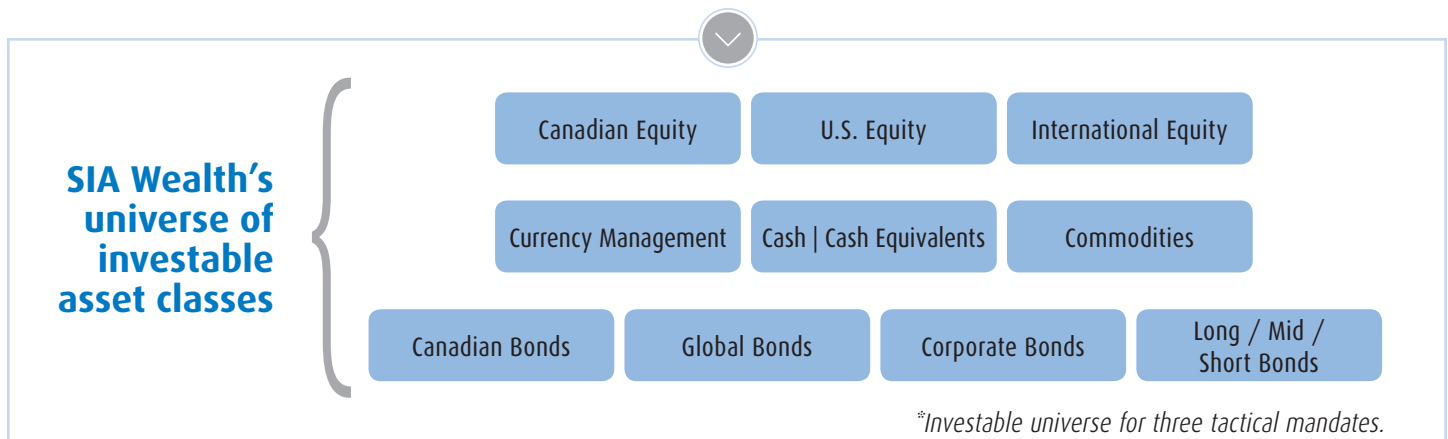 SIA Wealth's
universe of
investable
asset classes
Canadian Equity
U.S. Equity
International Equity
Currency Management
Cash | Cash Equivalents
Commodities
Canadian Bonds
Global Bonds
Corporate Bonds
Long / Mid /
Short Bonds
*Investable universe for three tactical mandates.